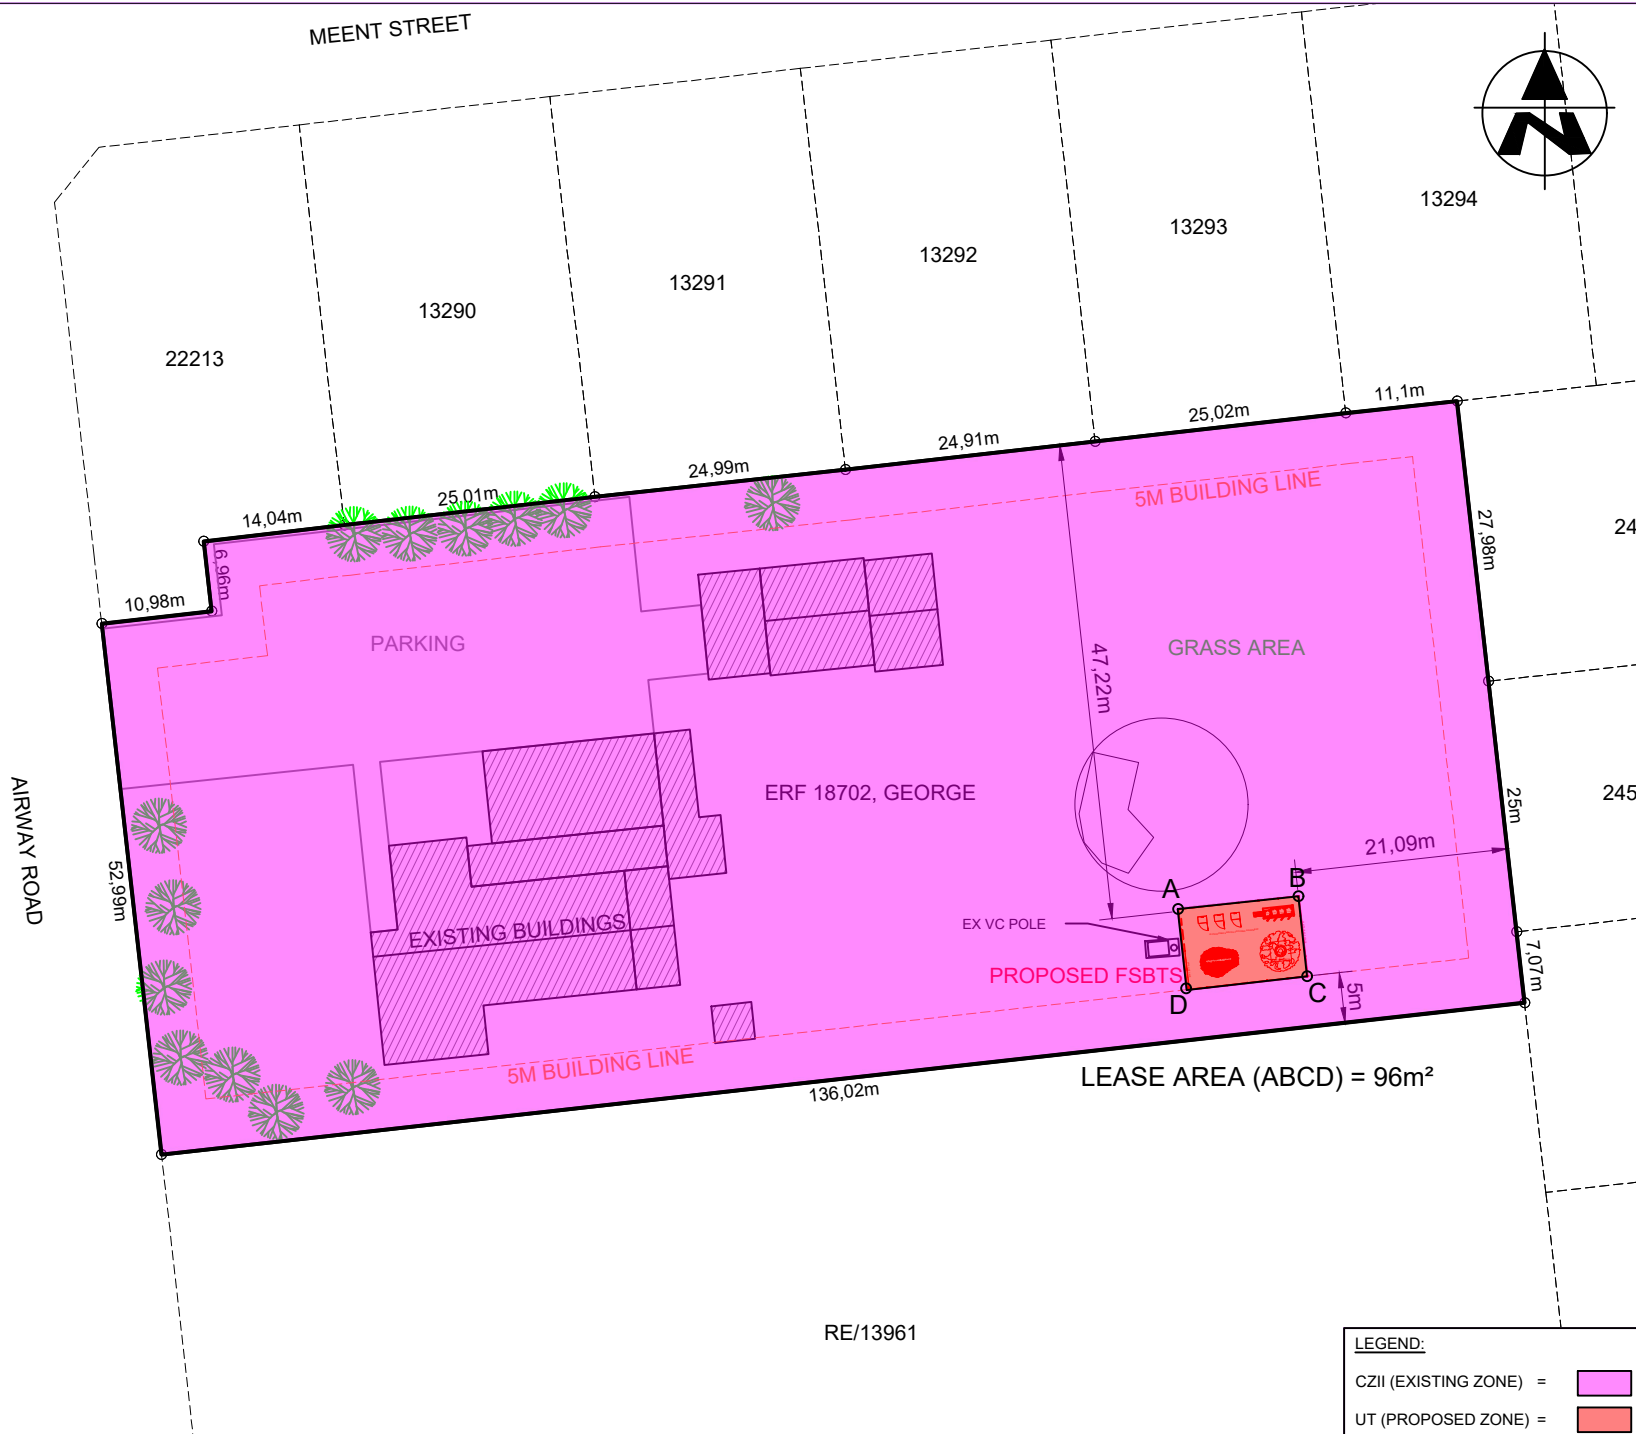 MEENT STREET
N
13294
13293
13292
13291
13290
22213
11,1m
25,02m
24,91m
24,99m
25,01m
14,04m
6,96m
10,98m
5M BUILDING LINE
27,98m
24
PARKING
GRASS AREA
47,22m
ERF 18702, GEORGE
25m
245
AIRWAY ROAD
21,09m
52,99m
A
B
EX VC POLE
EXISTING BUILDINGS
PROPOSED FSBTS
7,07m
D
C
5m
5M BUILDING LINE
136,02m
LEASE AREA (ABCD) = 96m²
RE/13961
LEGEND:
CZII (EXISTING ZONE) =
UT (PROPOSED ZONE) =